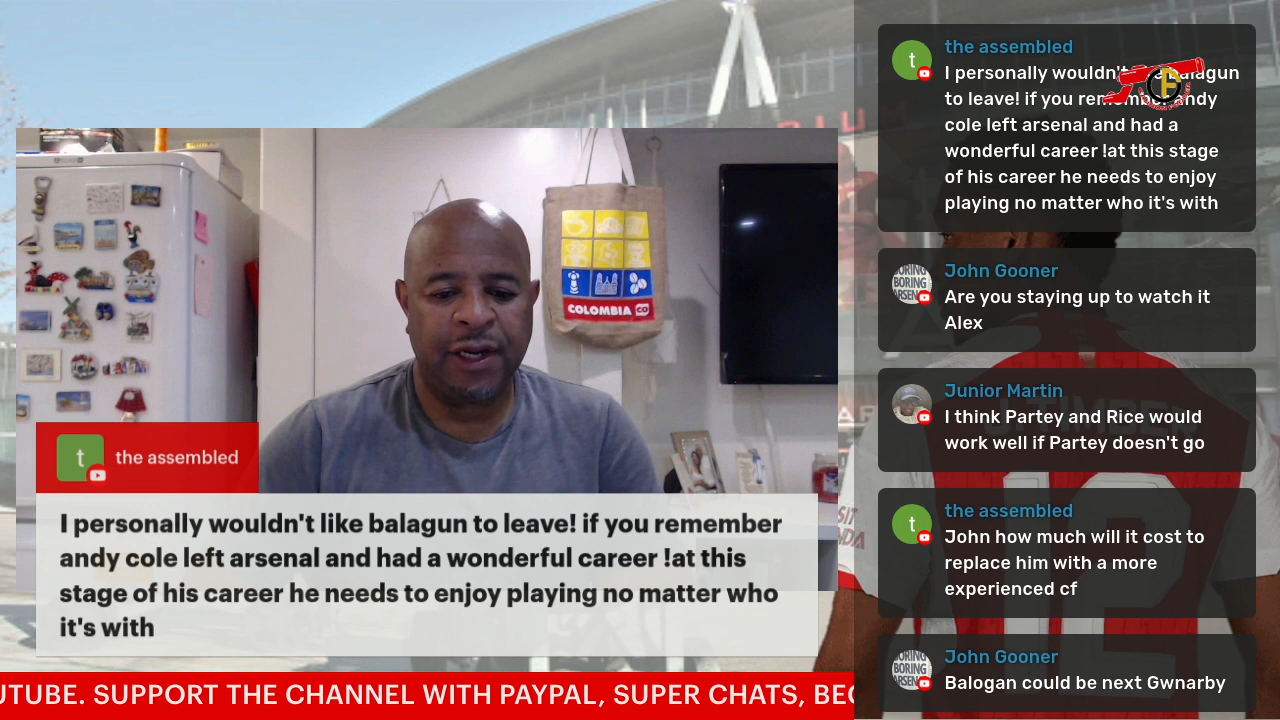 the assembled
I personally wouldn't
to leave! if you
cole left arsenal and had a
wonderful career !at this stage
of his career he needs to enjoy
playing no matter who it's with
John Gooner
Are you staying up to watch it
Alex
Junior Martin
I think Partey and Rice would
work well if Partey doesn't go
the assembled
John how much will it cost to
replace him with a more
experienced cf
John Gooner
Balogan could be next Gwnarby
COLOMBIA CO
t the assembled
I personally wouldn't like balagun to leave! if you remember
andy cole left arsenal and had a wonderful career !at this
stage of his career he needs to enjoy playing no matter who
it's with
UTUBE. SUPPORT THE CHANNEL WITH PAYPAL, SUPER CHATS, BEC
12